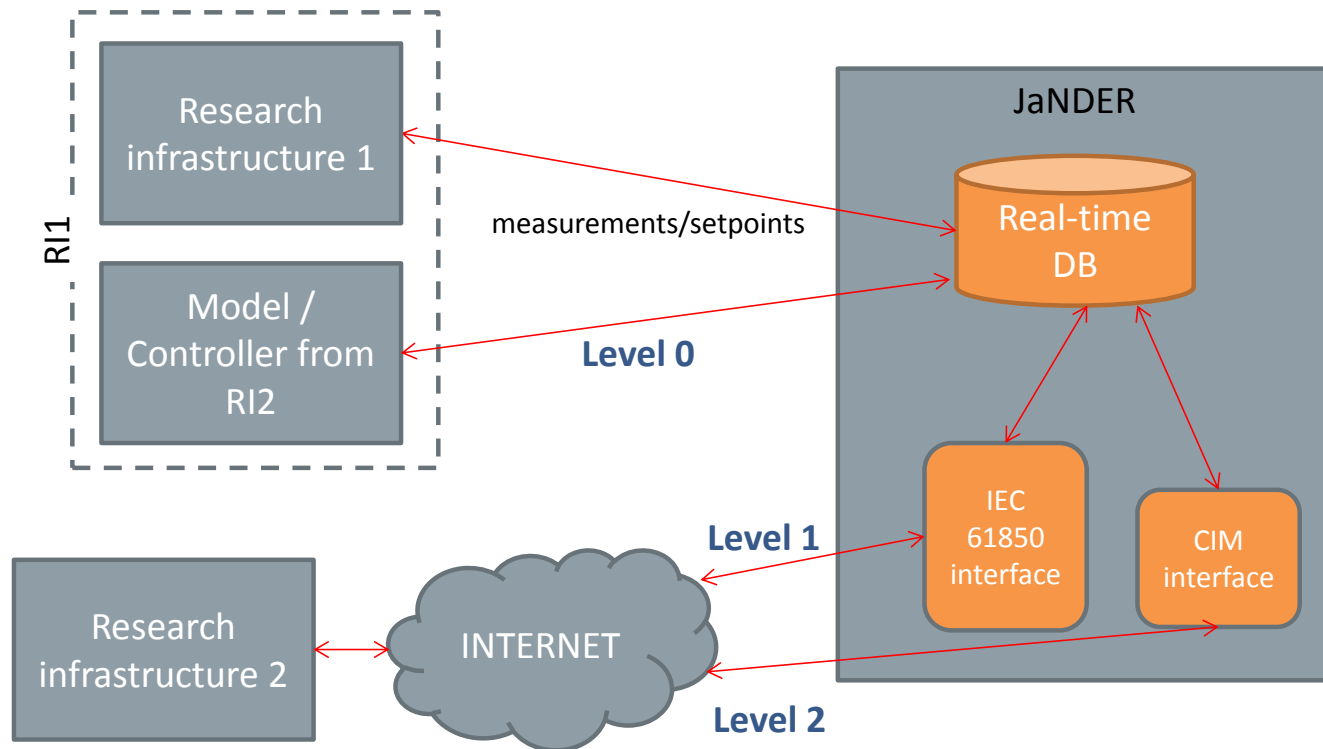 Research
infrastructure 1
RI1
Model /
Controller from
RI2
measurements/setpoints
Level 0
JaNDER
Real-time
DB
IEC
61850
interface
CIM
interface
Level 1
Research
infrastructure 2
INTERNET
Level 2